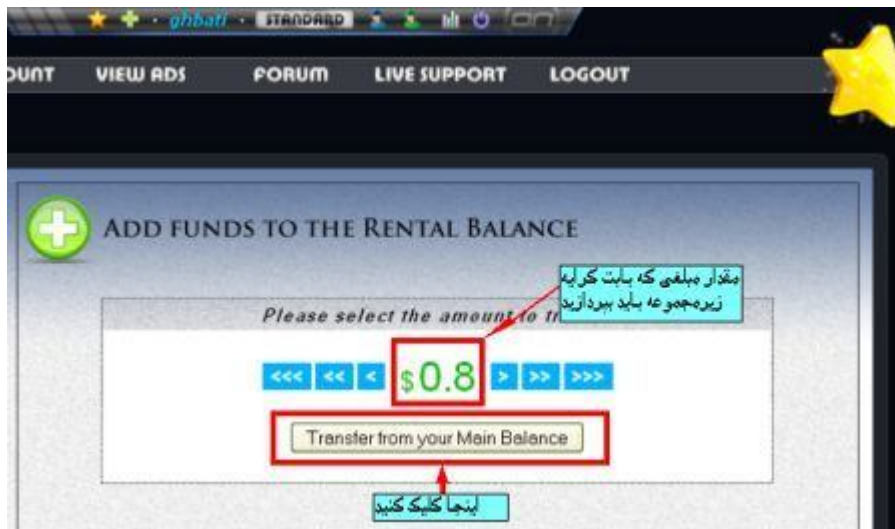 ghbati · STANDARD
OUNT VIEW ADS FORUM LIVE SUPPORT LOGOUT
ADD FUNDS TO THE RENTAL BALANCE
مقدار مبلغی که بابت کرایه
زیرمجموعه باید بپردازید
Please select the amount to tr
<<< << < $0.8 > >> >>>
Transfer from your Main Balance
اینجا کلیک کنید